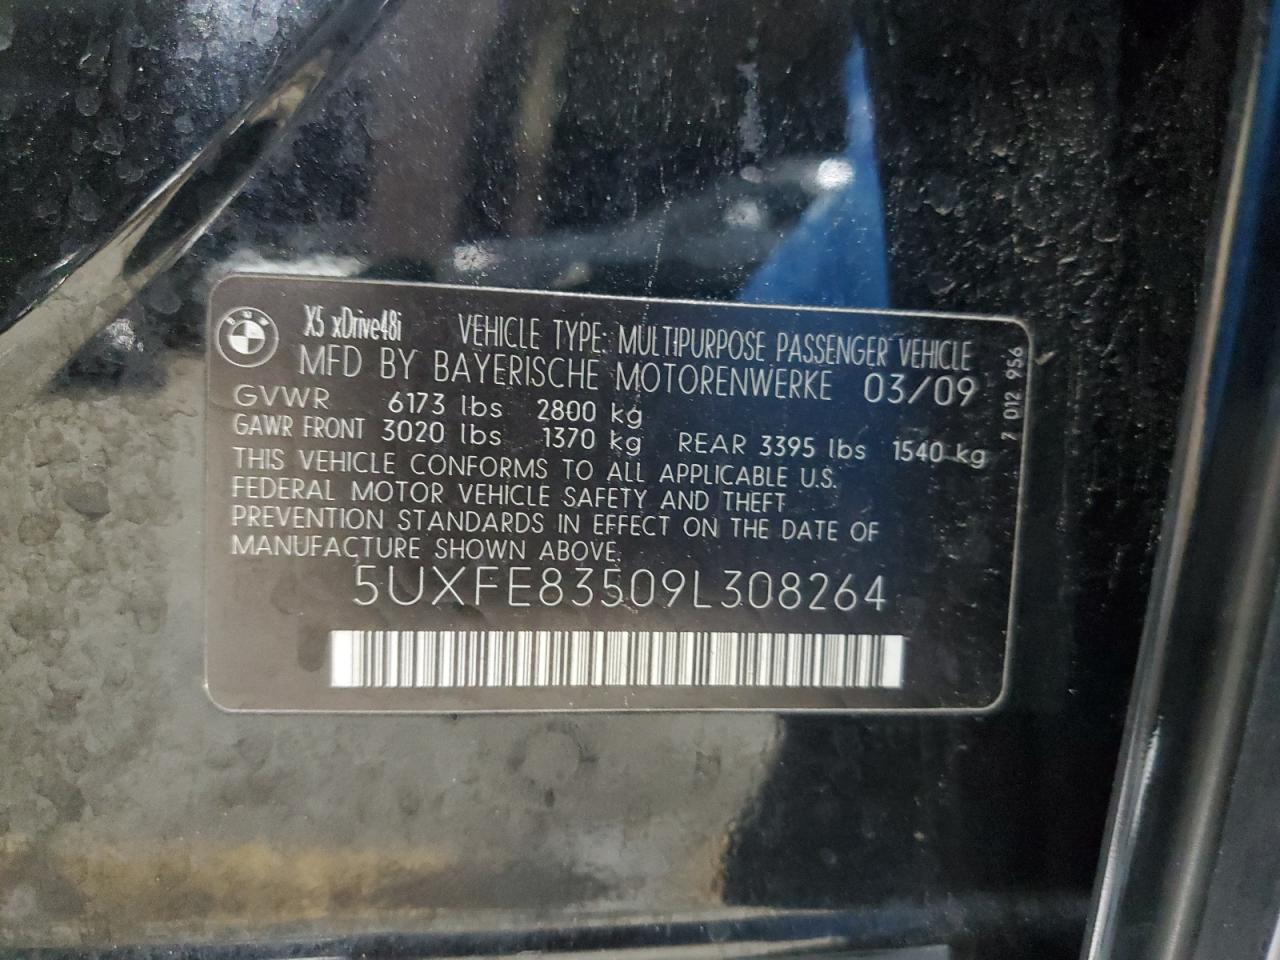 BMW
X5 xDrive48i VEHICLE TYPE: MULTIPURPOSE PASSENGER VEHICLE
MFD BY BAYERISCHE MOTORENWERKE 03/09
GVWR 6173 lbs 2800 kg
GAWR FRONT 3020 lbs 1370 kg REAR 3395 lbs 1540 kg
THIS VEHICLE CONFORMS TO ALL APPLICABLE U.S.
FEDERAL MOTOR VEHICLE SAFETY AND THEFT
PREVENTION STANDARDS IN EFFECT ON THE DATE OF
MANUFACTURE SHOWN ABOVE.
5UXFE83509L308264
7 012 956